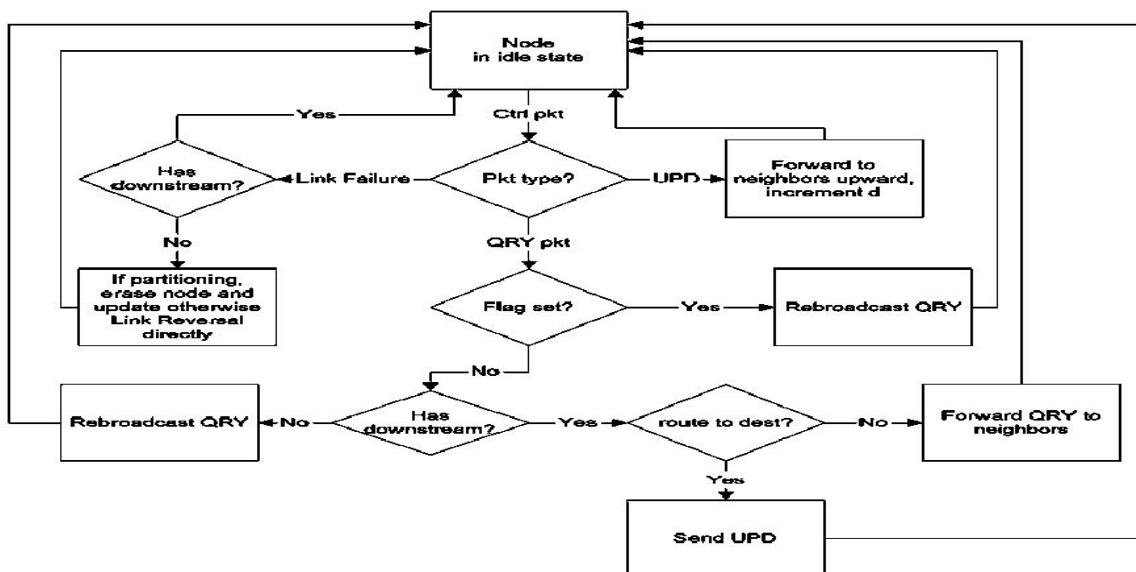 Node
in idle state
Yes
Ctrl pkt
Has
downstream?
Link Failure
Pkt type?
UPD
Forward to
neighbors upward,
increment d
No
QRY pkt
If partitioning,
erase node and
update otherwise
Link Reversal
directly
Flag set?
Yes
Rebroadcast QRY
No
Rebroadcast QRY
No
Has
downstream?
Yes
route to dest?
No
Forward QRY to
neighbors
Yes
Send UPD